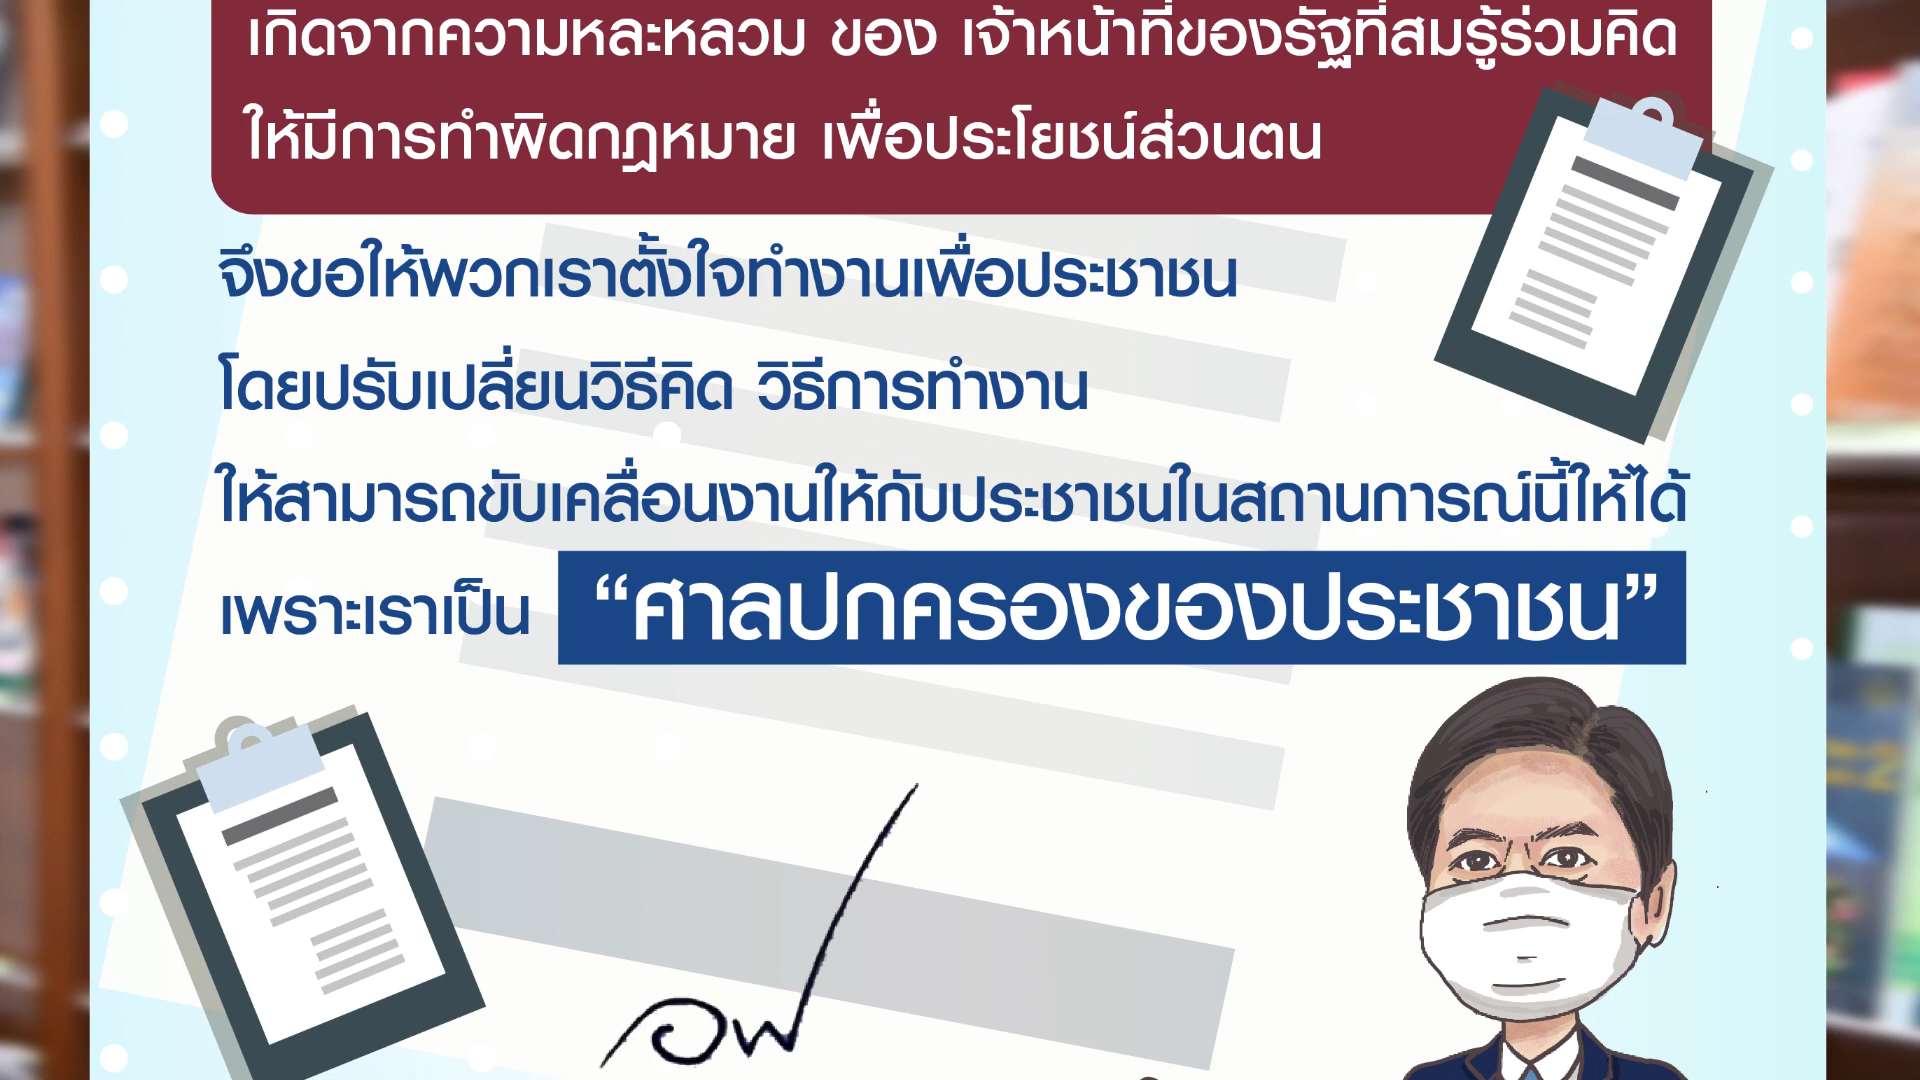 เกิดจากความหละหลวม ของ เจ้าหน้าที่ของรัฐที่สมรู้ร่วมคิด
ให้มีการทำผิดกฎหมาย เพื่อประโยชน์ส่วนตน
จึงขอให้พวกเราตั้งใจทำงานเพื่อประชาชน
โดยปรับเปลี่ยนวิธีคิด วิธีการทำงาน
ให้สามารถขับเคลื่อนงานให้กับประชาชนในสถานการณ์นี้ให้ได้
เพราะเราเป็น “ศาลปกครองของประชาชน”